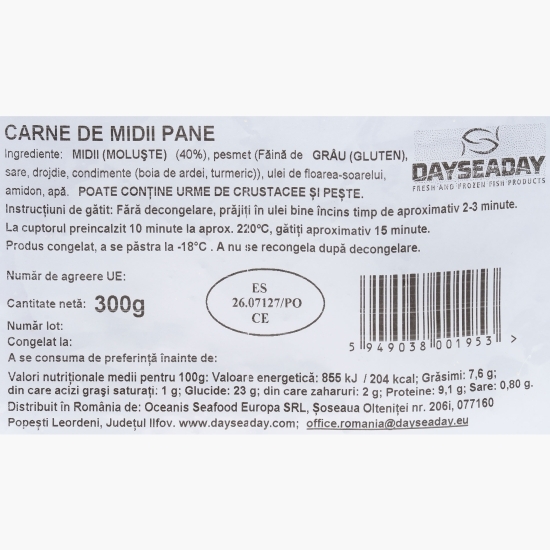 CARNE DE MIDII PANE
Ingrediente: MIDII (MOLUȘTE) (40%), pesmet (Făină de GRÂU (GLUTEN),
sare, drojdie, condimente (boia de ardei, turmeric)), ulei de floarea-soarelui,
amidon, apă. POATE CONȚINE URME DE CRUSTACEE ȘI PEȘTE.
DAYSEADAY
FRESH AND FROZEN FISH PRODUCTS
Instrucțiuni de gătit: Fără decongelare, prăjiți în ulei bine încins timp de aproximativ 2-3 minute.
La cuptorul preincalzit 10 minute la aprox. 220ºC, gătiți aproximativ 15 minute.
Produs congelat, a se păstra la -18°C . A nu se recongela după decongelare.
Număr de agreere UE:
Cantitate netă: 300g
Număr lot:
Congelat la:
A se consuma de preferință înainte de:
ES
26.07127/PO
CE
5 949038 001953 >
Valori nutriționale medii pentru 100g: Valoare energetică: 855 kJ / 204 kcal; Grăsimi: 7,6 g;
din care acizi grași saturați: 1 g; Glucide: 23 g; din care zaharuri: 2 g; Proteine: 9,1 g; Sare: 0,80 g.
Distribuit în România de: Oceanis Seafood Europa SRL, Șoseaua Olteniței nr. 206i, 077160
Popești Leordeni, Județul Ilfov. www.dayseaday.com; office.romania@dayseaday.eu